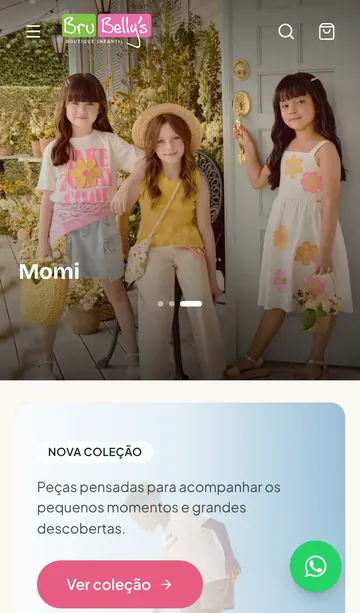 Bru Belly's
BOUTIQUE INFANTIL
Momi
NOVA COLEÇÃO
Peças pensadas para acompanhar os
pequenos momentos e grandes
descobertas.
Ver coleção